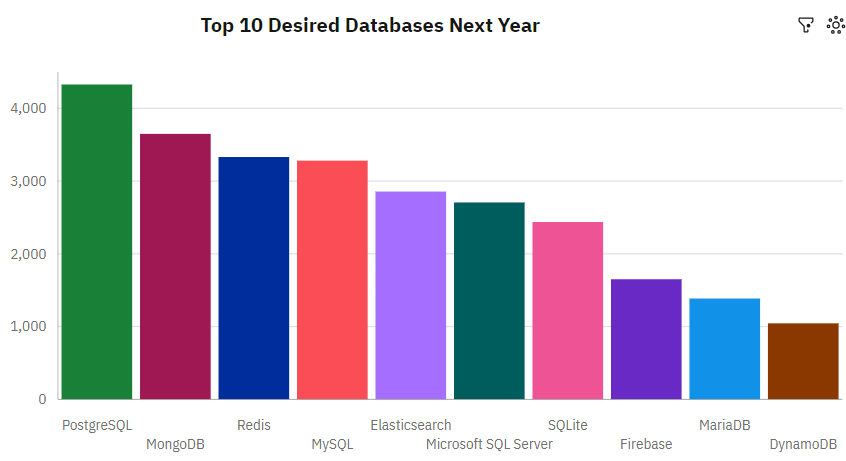 Top 10 Desired Databases Next Year
4,000
3,000
2,000
1,000
0
PostgreSQL
MongoDB
Redis
MySQL
Elasticsearch
Microsoft SQL Server
SQLite
Firebase
MariaDB
DynamoDB